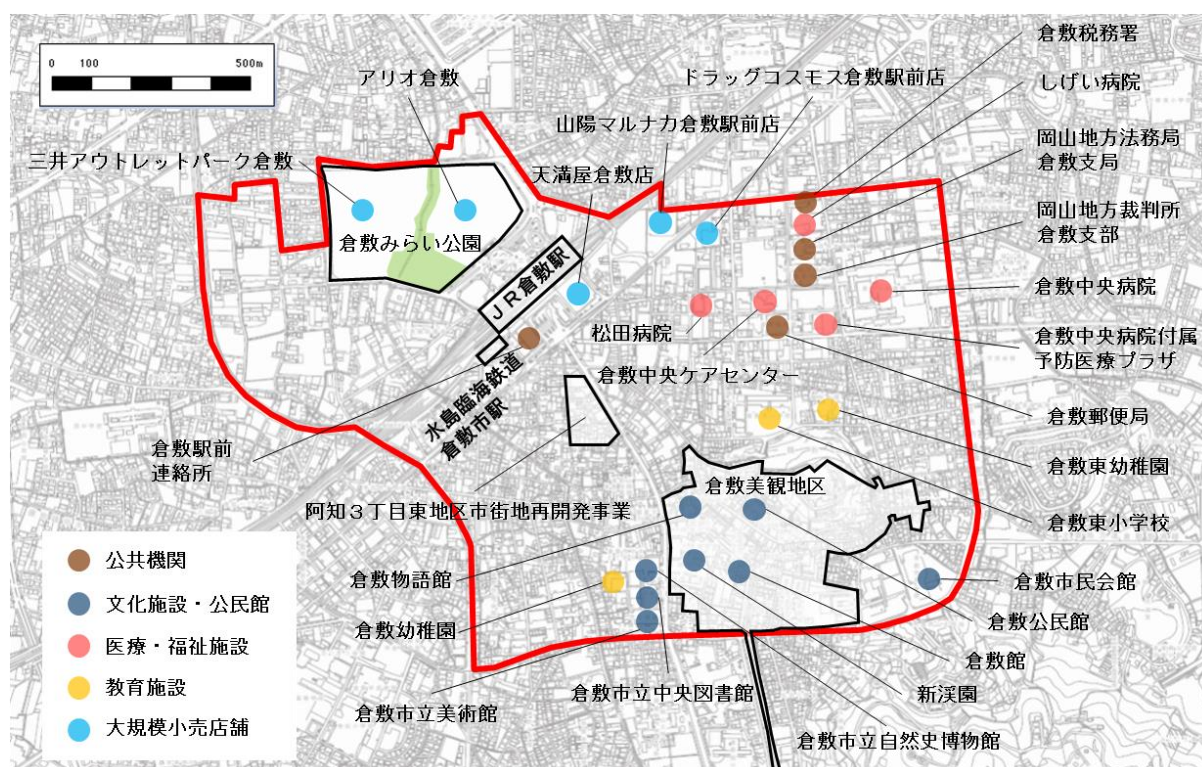 0 100 500m
アリオ倉敷
三井アウトレットパーク倉敷
倉敷みらい公園
天満屋倉敷店
山陽マルナカ倉敷駅前店
ドラッグコスモス倉敷駅前店
倉敷税務署
しげい病院
岡山地方法務局
倉敷支局
岡山地方裁判所
倉敷支部
倉敷中央病院
倉敷中央病院付属
予防医療プラザ
倉敷郵便局
倉敷東幼稚園
倉敷東小学校
ＪＲ倉敷駅
水島臨海鉄道
倉敷市駅
松田病院
倉敷中央ケアセンター
倉敷駅前
連絡所
阿知３丁目東地区市街地再開発事業
倉敷美観地区
倉敷物語館
倉敷幼稚園
倉敷市立美術館
倉敷市立中央図書館
倉敷市立自然史博物館
新渓園
倉敷館
倉敷公民館
倉敷市民会館
公共機関
文化施設・公民館
医療・福祉施設
教育施設
大規模小売店舗